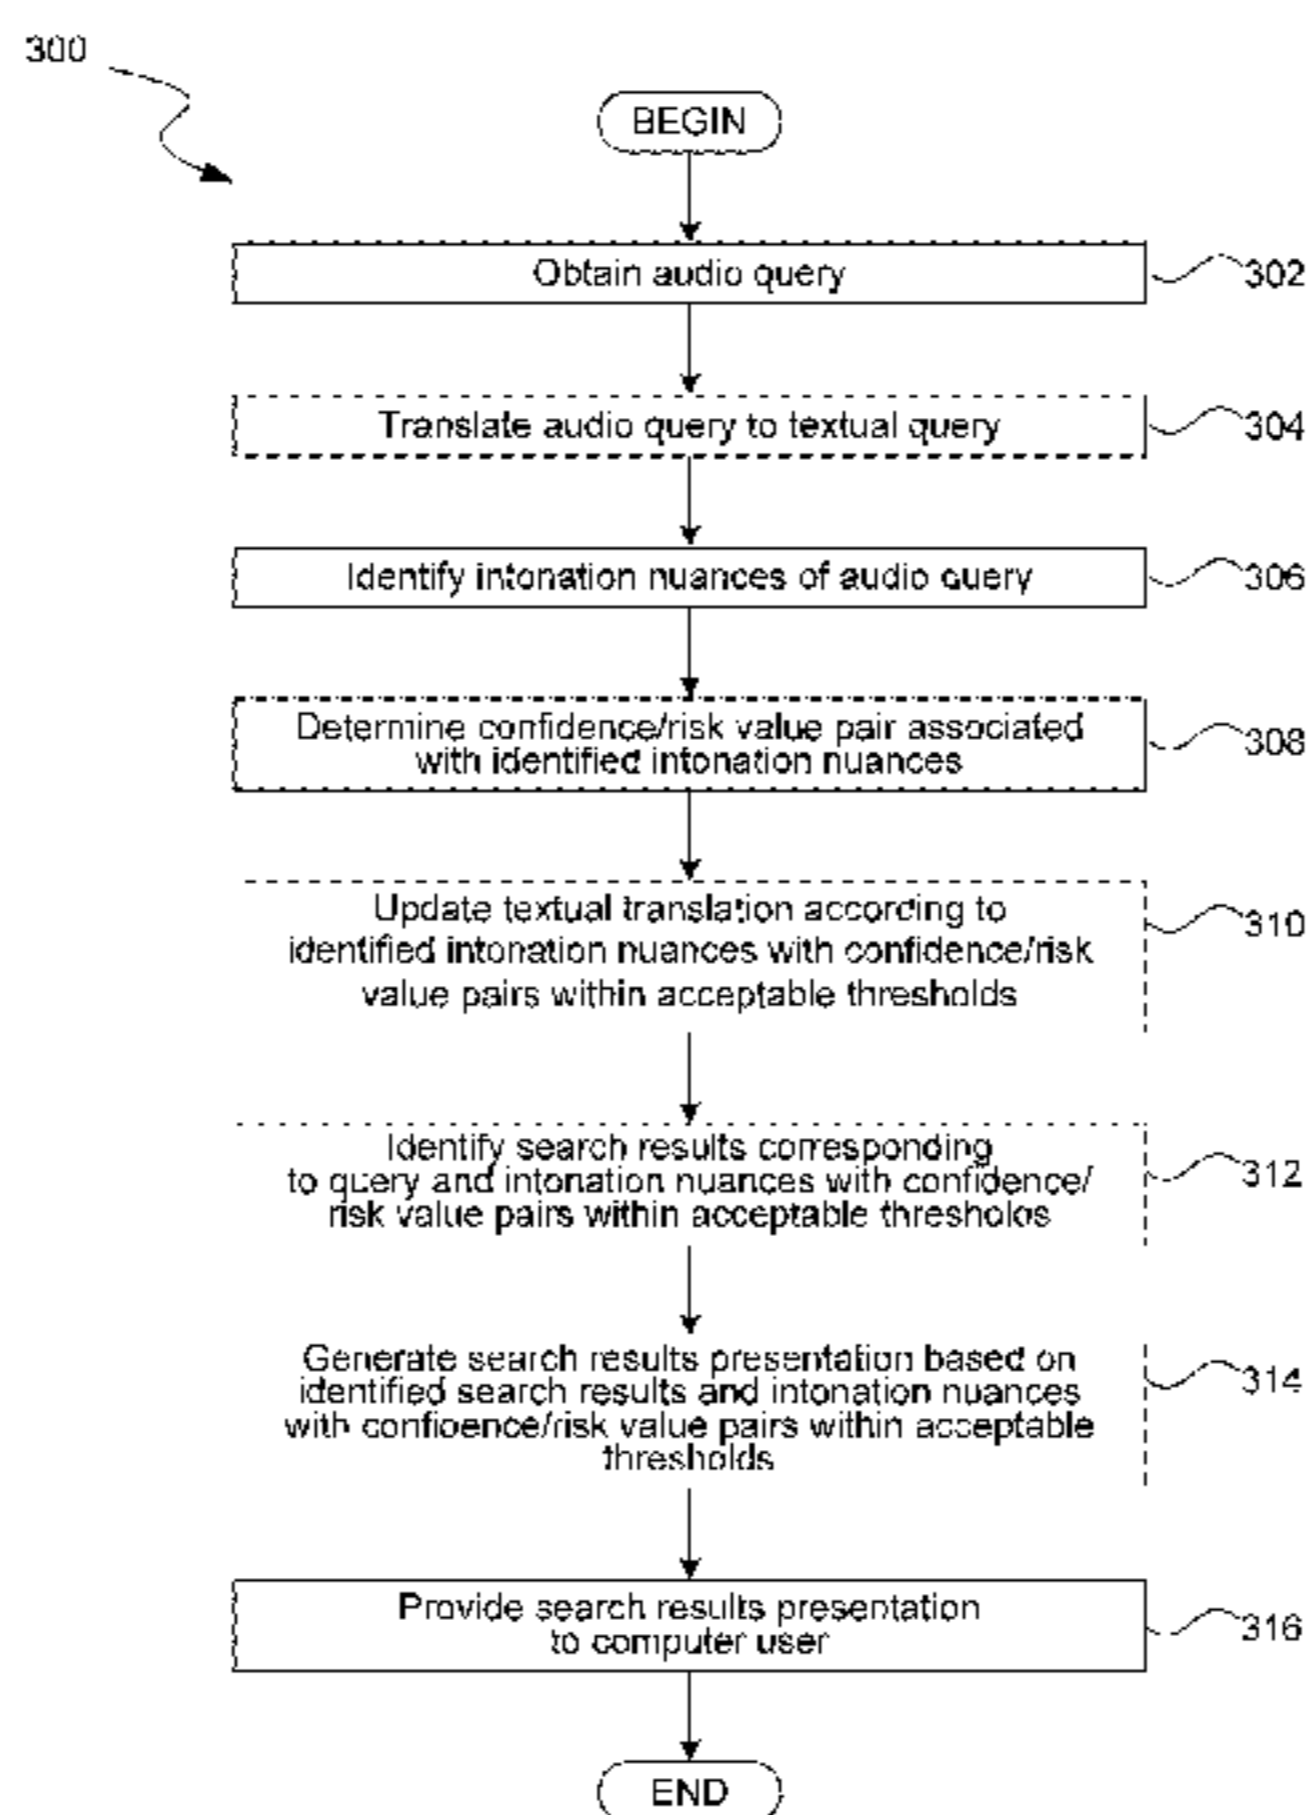 300
BEGIN
Obtain audio query
302
Translate audio query to textual query
304
Identify intonation nuances of audio query
306
Determine confidence/risk value pair associated
with identified intonation nuances
308
Update textual translation according to
identified intonation nuances with confidence/risk
value pairs within acceptable thresholds
310
Identify search results corresponding
to query and intonation nuances with confidence/
risk value pairs within acceptable thresholds
312
Generate search results presentation based on
identified search results and intonation nuances
with confidence/risk value pairs within acceptable
thresholds
314
Provide search results presentation
to computer user
316
END